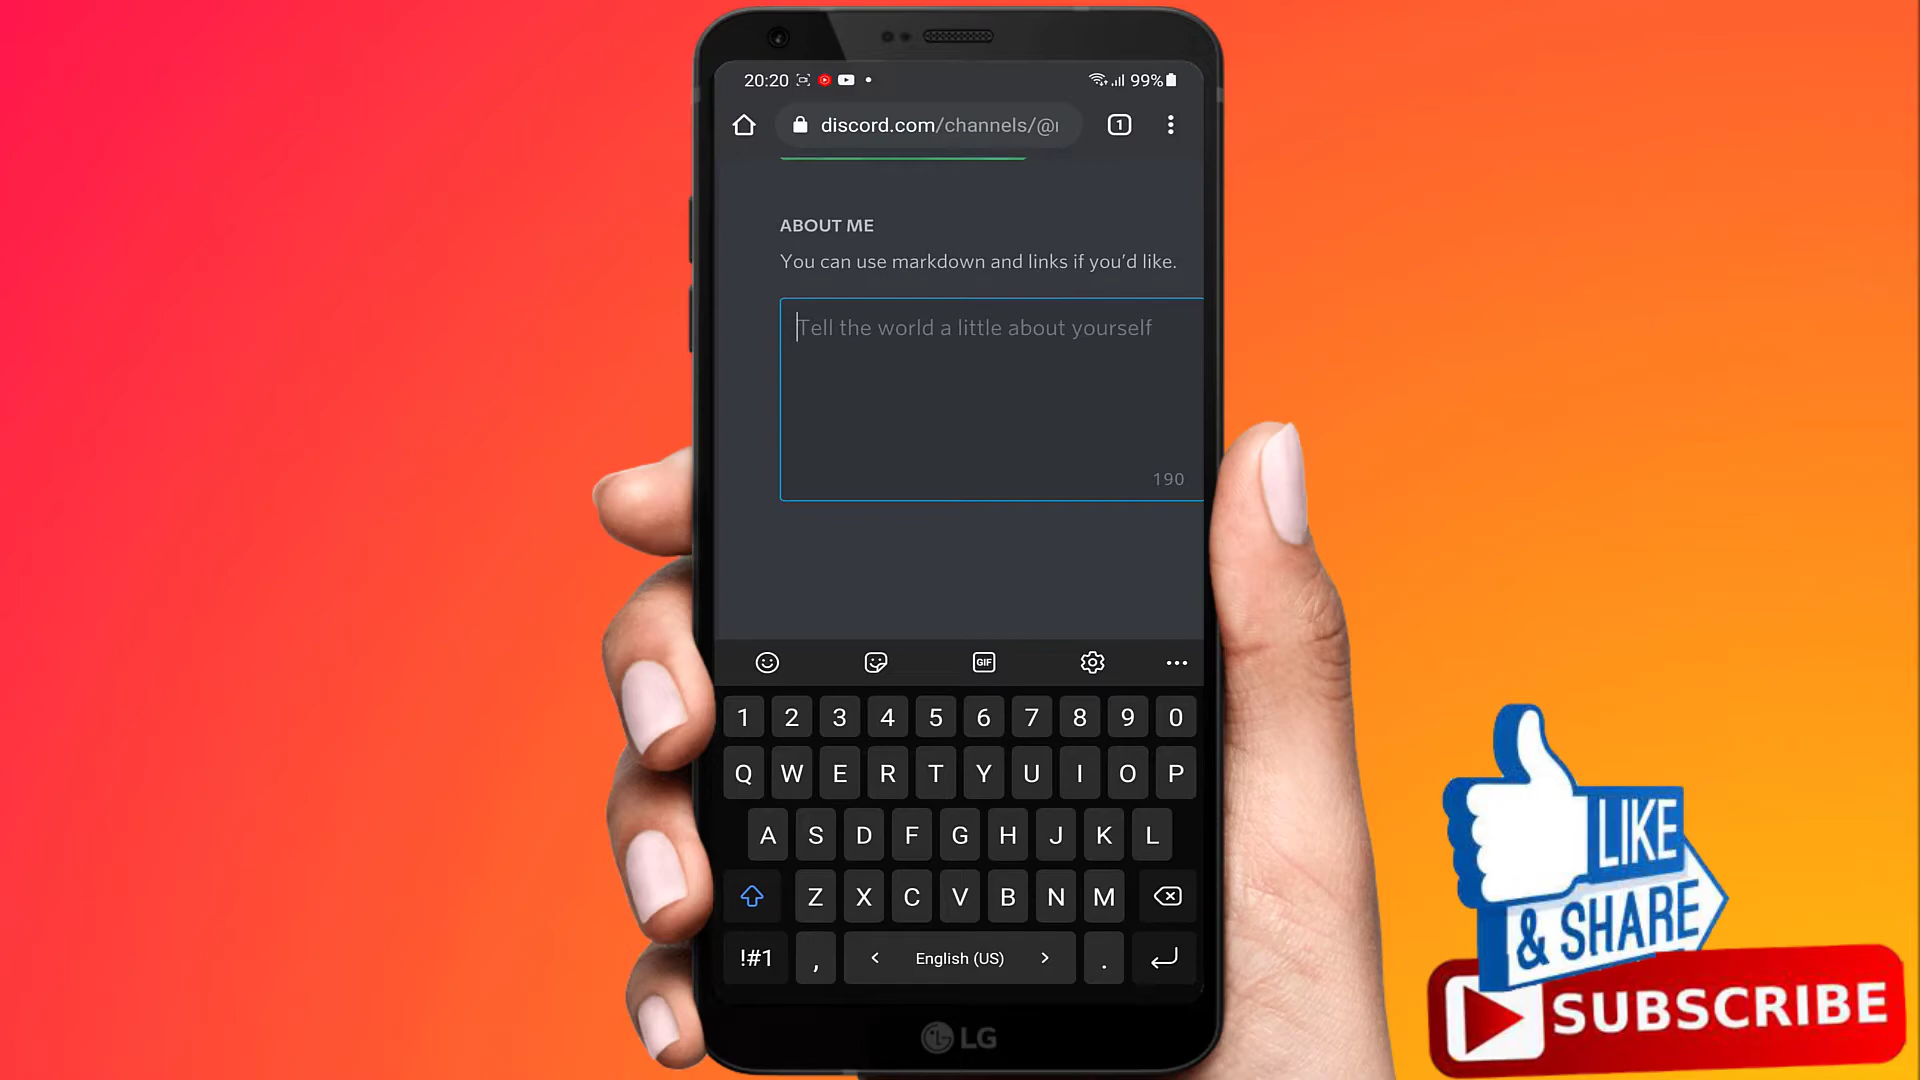 20:20 99%
discord.com/channels/@
1
ABOUT ME
You can use markdown and links if you'd like.
Tell the world a little about yourself
190
GIF
1 2 3 4 5 6 7 8 9 0
Q W E R T Y U I O P
A S D F G H J K L
Z X C V B N M
!#1 , < English (US) > .
LG
LIKE
& SHARE
SUBSCRIBE